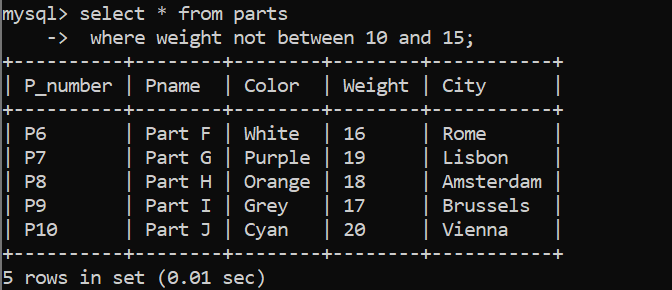 mysql> select * from parts
    ->  where weight not between 10 and 15;
+----------+--------+--------+--------+-----------+
| P_number | Pname  | Color  | Weight | City      |
+----------+--------+--------+--------+-----------+
| P6       | Part F | White  | 16     | Rome      |
| P7       | Part G | Purple | 19     | Lisbon    |
| P8       | Part H | Orange | 18     | Amsterdam |
| P9       | Part I | Grey   | 17     | Brussels  |
| P10      | Part J | Cyan   | 20     | Vienna    |
+----------+--------+--------+--------+-----------+
5 rows in set (0.01 sec)